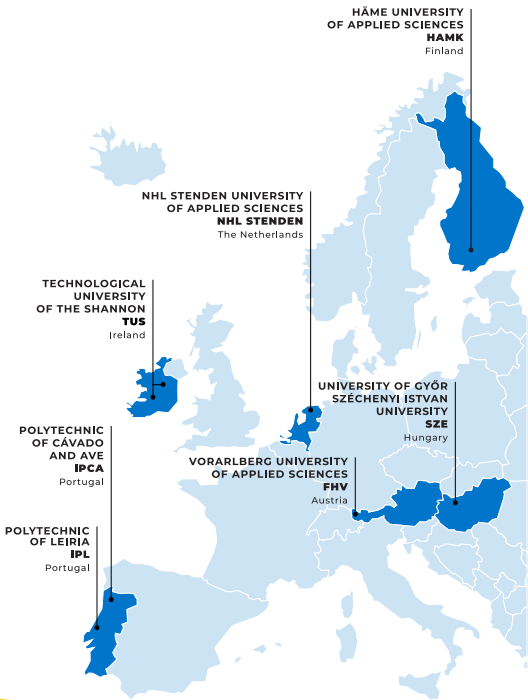 HÄME UNIVERSITY
OF APPLIED SCIENCES
HAMK
Finland
NHL STENDEN UNIVERSITY
OF APPLIED SCIENCES
NHL STENDEN
The Netherlands
TECHNOLOGICAL
UNIVERSITY
OF THE SHANNON
TUS
Ireland
UNIVERSITY OF GYŐR
SZÉCHENYI ISTVAN
UNIVERSITY
SZE
Hungary
POLYTECHNIC
OF CÁVADO
AND AVE
IPCA
Portugal
VORARLBERG UNIVERSITY
OF APPLIED SCIENCES
FHV
Austria
POLYTECHNIC
OF LEIRIA
IPL
Portugal